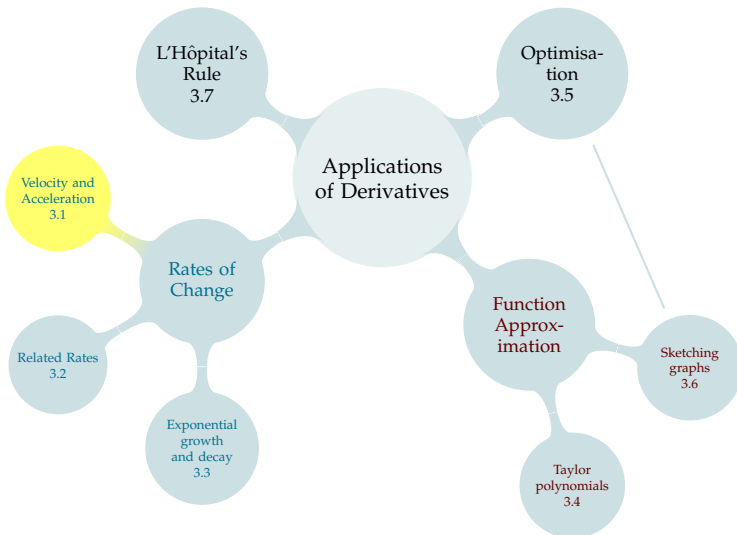 L'Hôpital's
Rule
3.7
Optimisa-
tion
3.5
Applications
of Derivatives
Velocity and
Acceleration
3.1
Rates of
Change
Function
Approx-
imation
Related Rates
3.2
Sketching
graphs
3.6
Exponential
growth
and decay
3.3
Taylor
polynomials
3.4